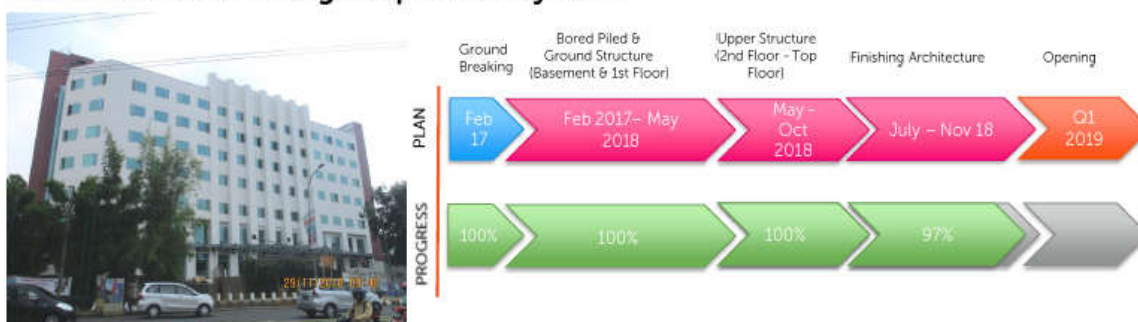 Ground
Breaking
Bored Piled &
Ground Structure
(Basement & 1st Floor)
Upper Structure
(2nd Floor - Top
Floor)
Finishing Architecture
Opening
PLAN
Feb
17
Feb 2017– May
2018
May -
Oct
2018
July – Nov 18
Q1
2019
PROGRESS
100%
100%
100%
97%